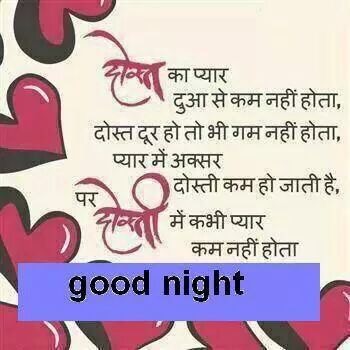 दोस्त का प्यार
दुआ से कम नहीं होता,
दोस्त दूर हो तो भी गम नहीं होता,
प्यार में अक्सर
दोस्ती कम हो जाती है,
पर दोस्ती में कभी प्यार
कम नहीं होता
good night